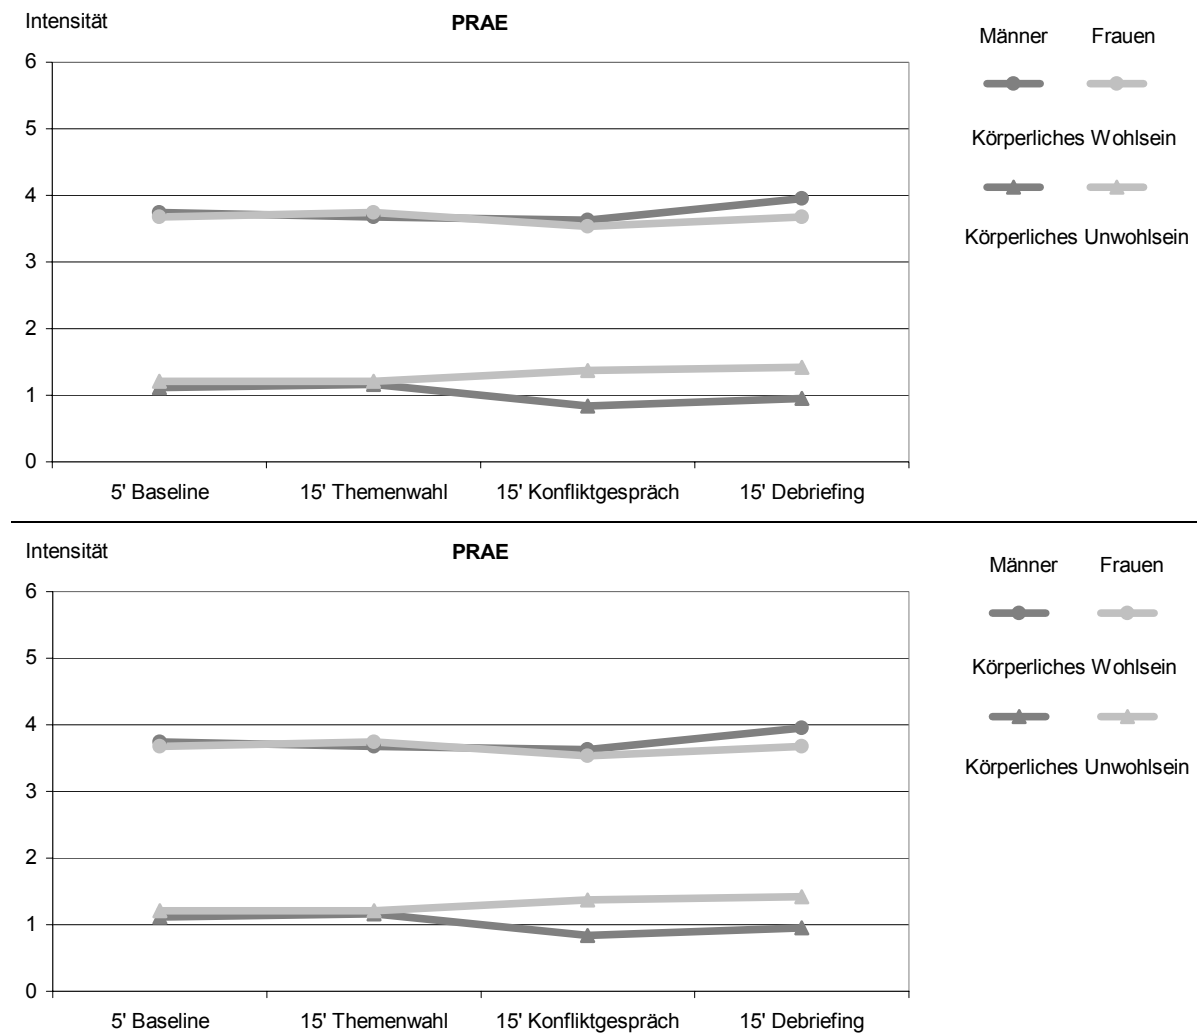 Intensität
PRAE
Männer Frauen
6
5
4
3
2
1
0
Körperliches Wohlsein
Körperliches Unwohlsein
5' Baseline 15' Themenwahl 15' Konfliktgespräch 15' Debriefing
Intensität
PRAE
Männer Frauen
6
5
4
3
2
1
0
Körperliches Wohlsein
Körperliches Unwohlsein
5' Baseline 15' Themenwahl 15' Konfliktgespräch 15' Debriefing